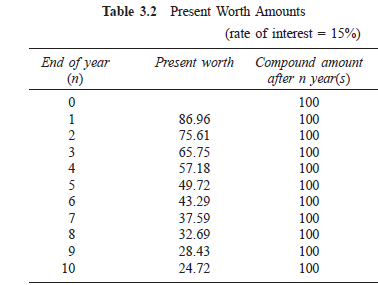 Table 3.2 Present Worth Amounts
(rate of interest = 15%)
End of year Present worth Compound amount
(n) after n year(s)
0 100
1 86.96 100
2 75.61 100
3 65.75 100
4 57.18 100
5 49.72 100
6 43.29 100
7 37.59 100
8 32.69 100
9 28.43 100
10 24.72 100